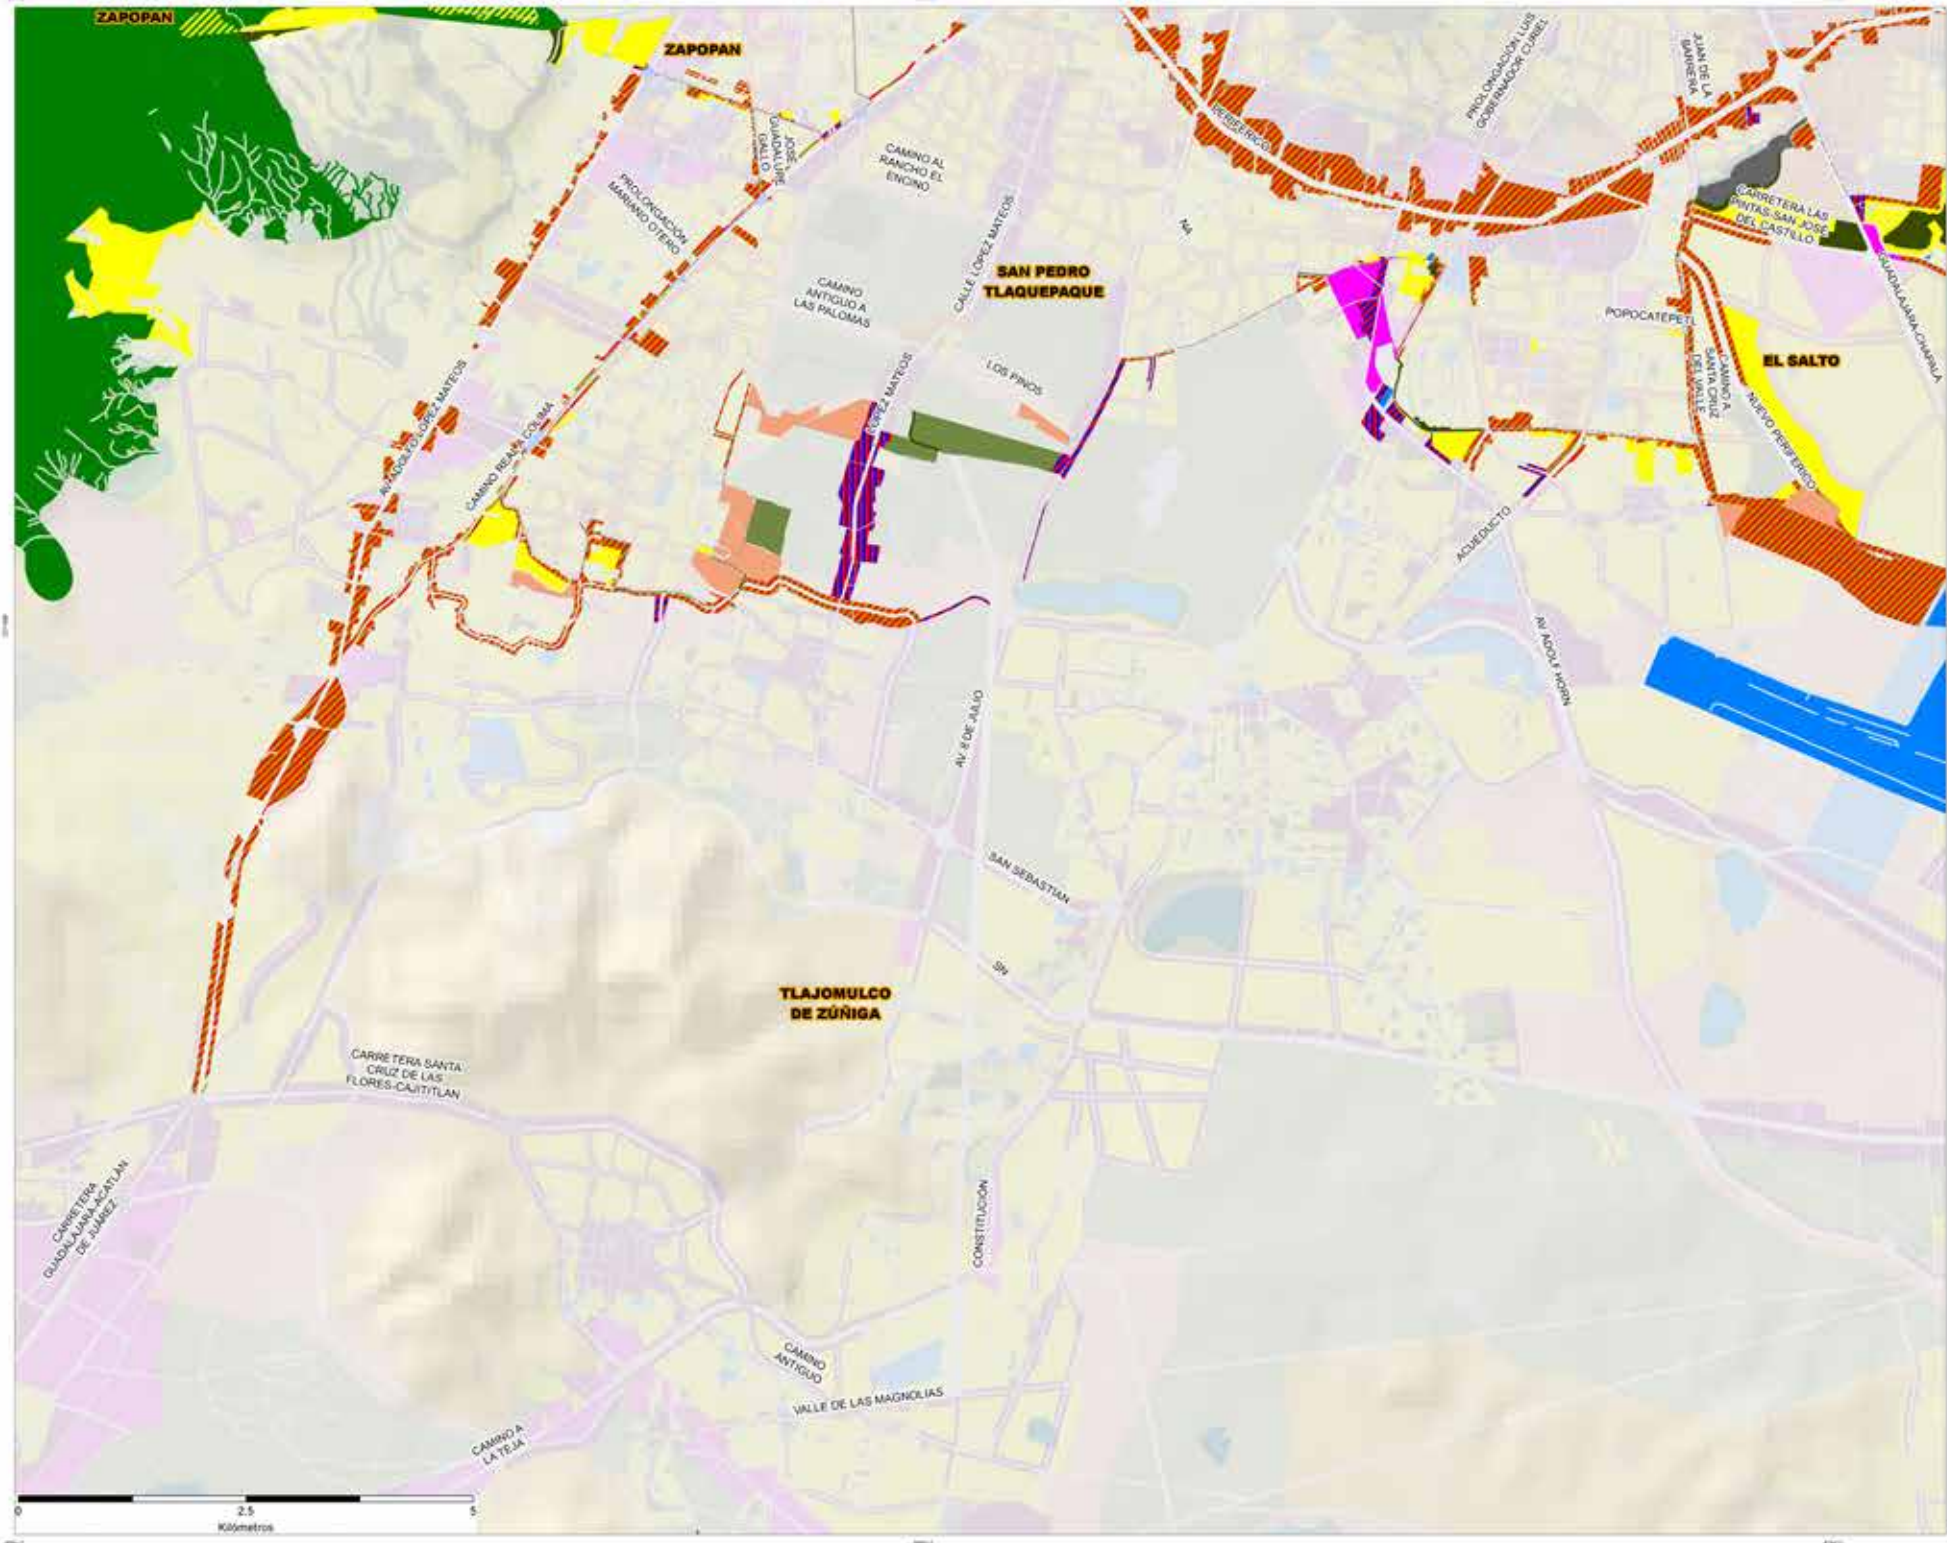 ZAPOPAN
ZAPOPAN
PROLONGACIÓN LUIS
GOBERNADOR CURIEL
JUAN DE LA
BARRERA
PERIFERICO
JOSÉ
GUADALUPE
GALLO
CAMINO AL
RANCHO EL
ENCINO
PROLONGACIÓN
MARIANO OTERO
CARRETERA LAS
PINTAS-SAN JOSÉ
DEL CASTILLO
NA
CALLE LÓPEZ MATEOS
SAN PEDRO
TLAQUEPAQUE
GUADALAJARA-CHAPALA
CAMINO
ANTIGUO A
LAS PALOMAS
POPOCATÉPETL
EL SALTO
LOS PINOS
LÓPEZ MATEOS
CAMINO A
SANTA CRUZ
DEL VALLE
NUEVO PERIFERICO
AV ADOLFO LÓPEZ MATEOS
CAMINO REAL A COLIMA
ACUEDUCTO
AV. ADOLF HORN
AV. 8 DE JULIO
SAN SEBASTIAN
SN
TLAJOMULCO
DE ZÚÑIGA
CARRETERA SANTA
CRUZ DE LAS
FLORES-CAJITITLAN
CARRETERA
GUADALAJARA-ACATLÁN
DE JUÁREZ
CONSTITUCIÓN
CAMINO
ANTIGUO
VALLE DE LAS MAGNOLIAS
CAMINO A
LA TEJA
0 2.5 5
Kilómetros